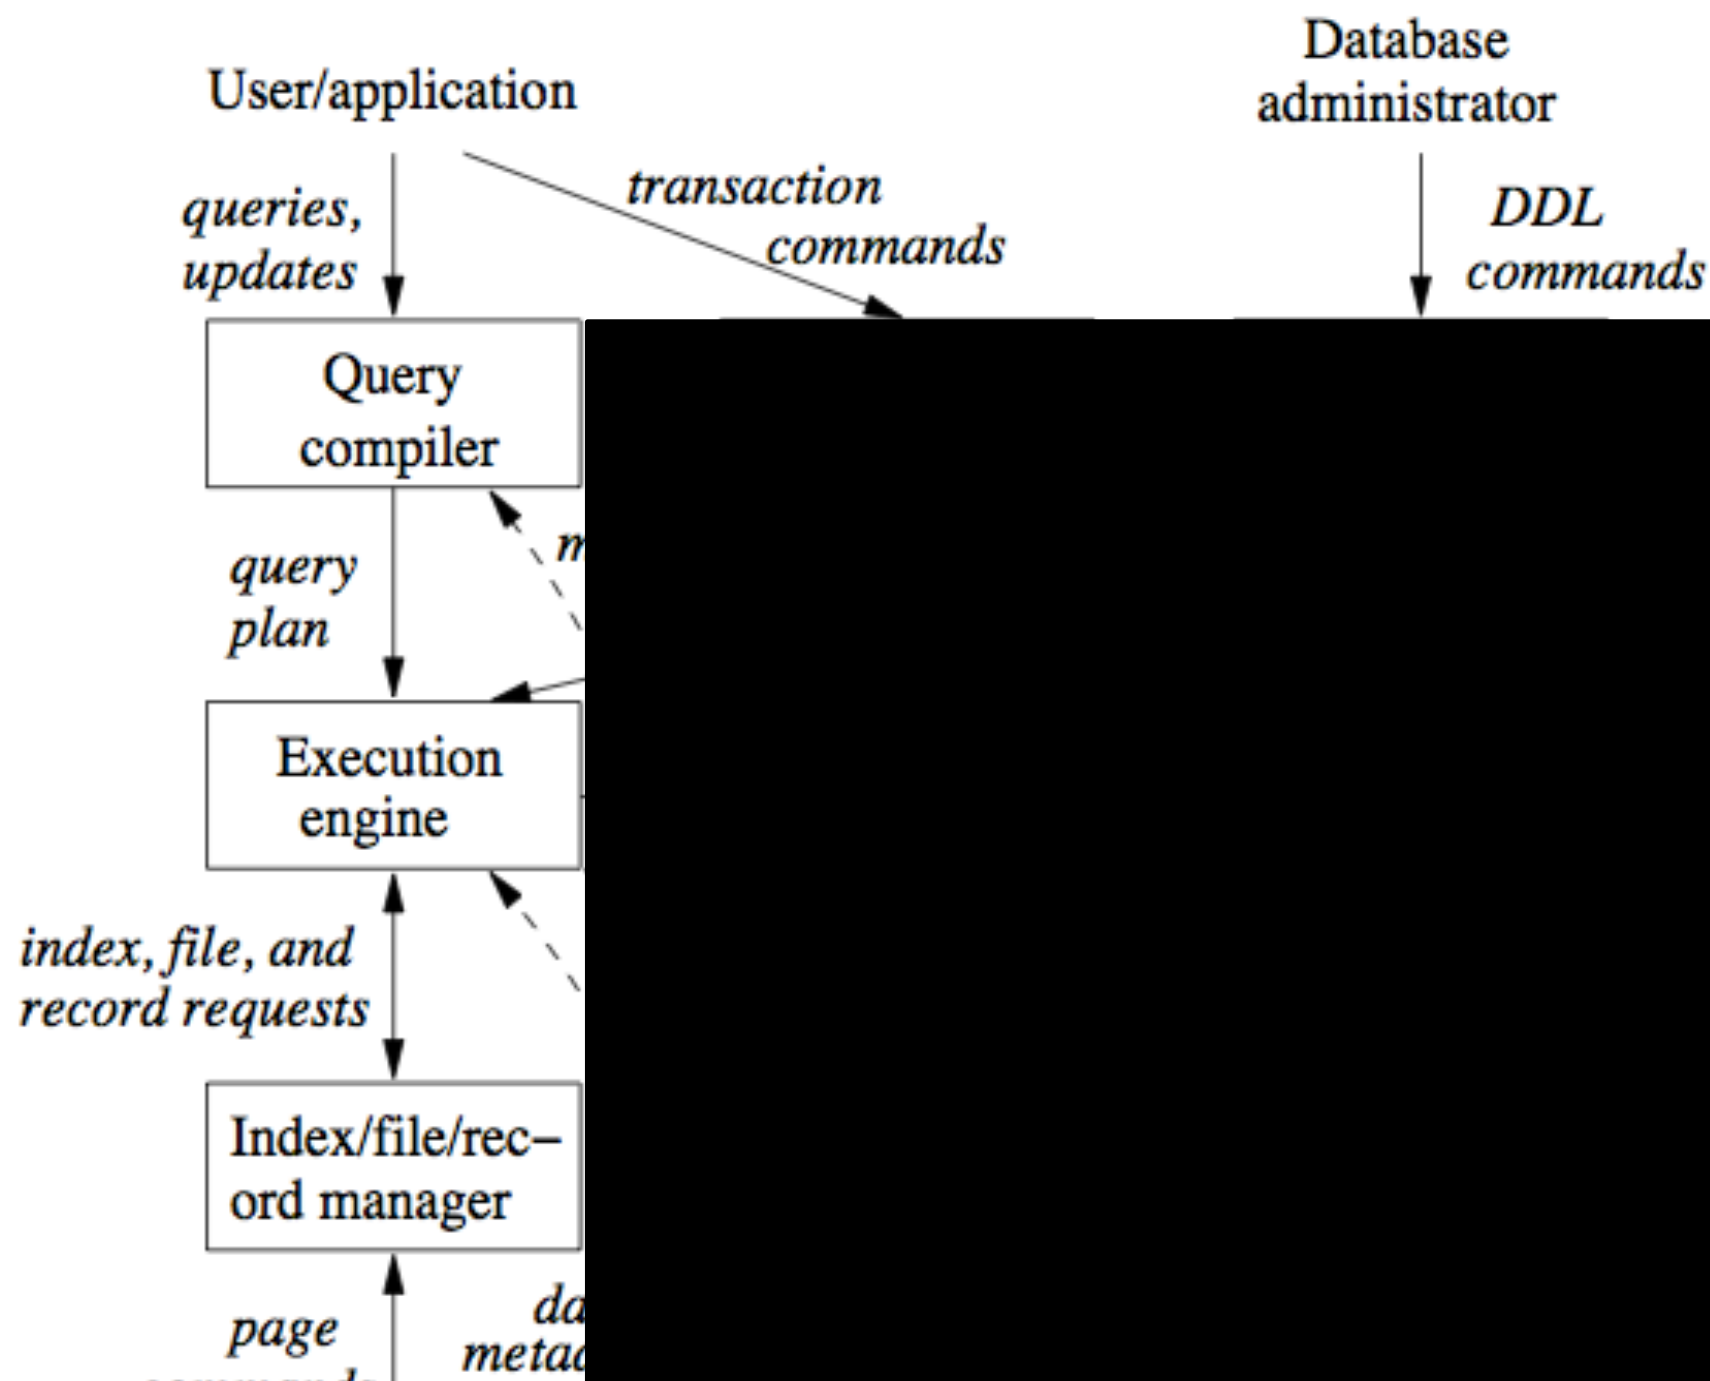 Database
administrator
User/application
transaction
commands
queries,
updates
DDL
commands
Query
compiler
query
plan
Execution
engine
index, file, and
record requests
Index/file/rec–
ord manager
page